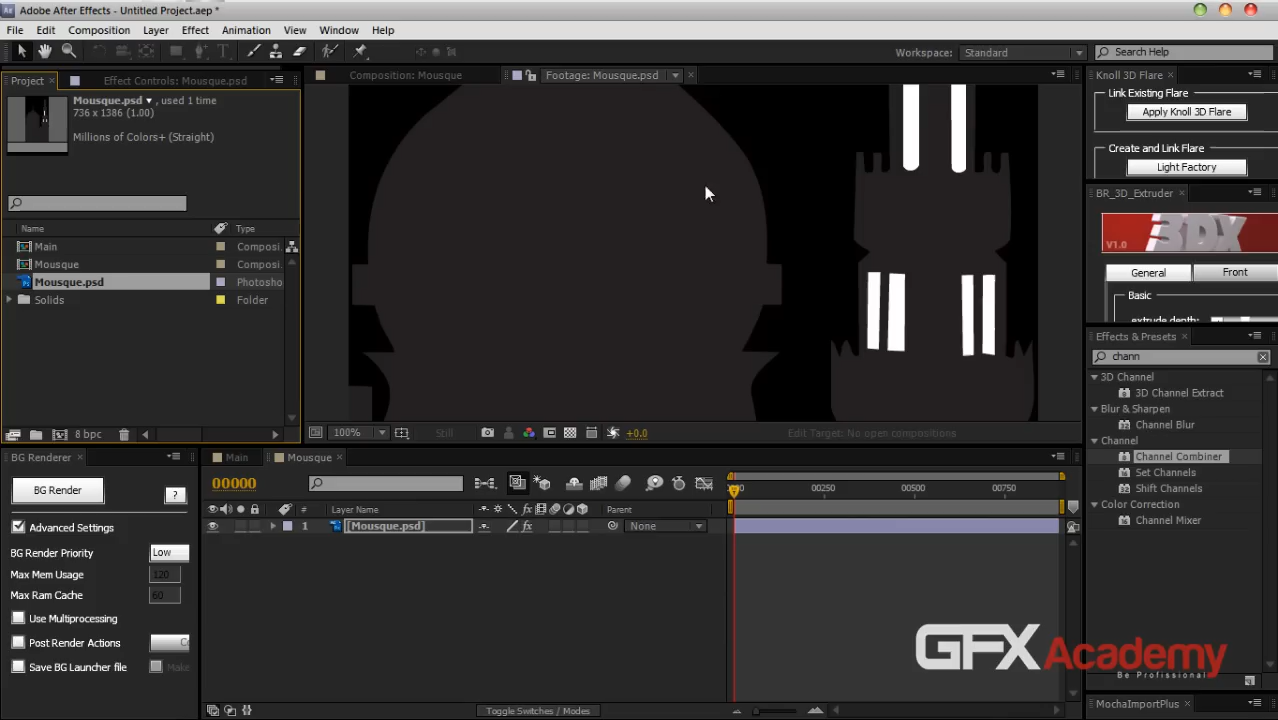 Adobe After Effects - Untitled Project.aep *
File Edit Composition Layer Effect Animation View Window Help
Workspace: Standard Search Help
Project Effect Controls: Mousque.psd
Composition: Mousque Footage: Mousque.psd
Mousque.psd , used 1 time
736 x 1386 (1.00)
Millions of Colors+ (Straight)
Name Type
Main Composi
Mousque Composi
Mousque.psd Photosho
Solids Folder
8 bpc
100% Still +0.0 Edit Target: No open compositions
Knoll 3D Flare
Link Existing Flare
Apply Knoll 3D Flare
Create and Link Flare
Light Factory
BR_3D_Extruder
V1.0 3DX
General Front
Basic
extrude depth:
Effects & Presets
chann
3D Channel
3D Channel Extract
Blur & Sharpen
Channel Blur
Channel
Channel Combiner
Set Channels
Shift Channels
Color Correction
Channel Mixer
BG Renderer
BG Render ?
Advanced Settings
BG Render Priority Low
Max Mem Usage 120
Max Ram Cache 60
Use Multiprocessing
Post Render Actions
Save BG Launcher file Make
Main Mousque
00000
# Layer Name Parent
1 [Mousque.psd] None
00250 00500 00750
Toggle Switches / Modes
GFX Academy
Be Profissional
MochaImportPlus